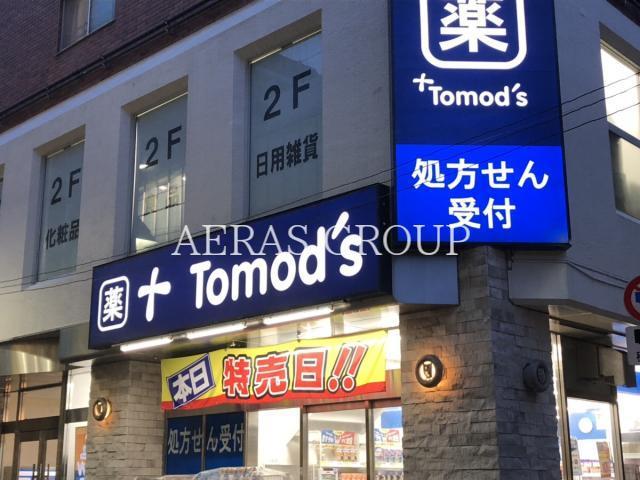 薬
+Tomod's
処方せん
受付
2F
化粧品
2F
2F
日用雑貨
AERAS GROUP
薬 + Tomod's
本日 特売日!!
処方せん受付